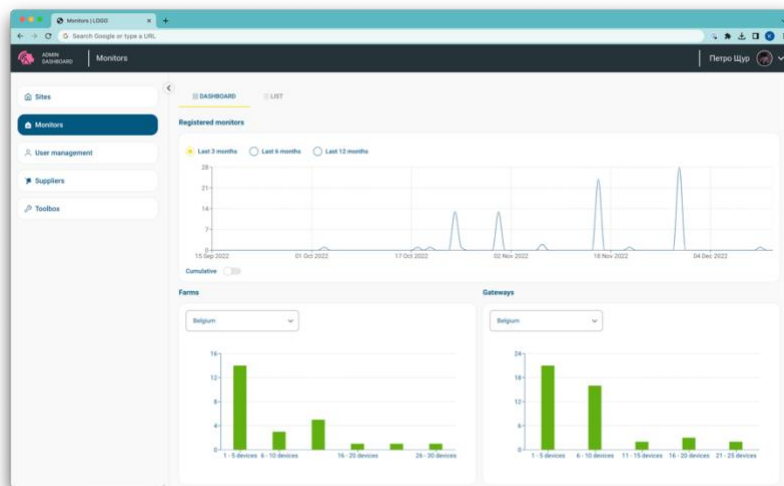 Monitors | LOGO
Search Google or type a URL
ADMIN
DASHBOARD
Monitors
Петро Щур
Sites
Monitors
User management
Suppliers
Toolbox
DASHBOARD
LIST
Registered monitors
Last 3 months
Last 6 months
Last 12 months
28
21
14
7
0
15 Sep 2022
01 Oct 2022
17 Oct 2022
02 Nov 2022
18 Nov 2022
04 Dec 2022
Cumulative
Farms
Belgium
16
12
8
4
0
1 - 5 devices
6 - 10 devices
16 - 20 devices
26 - 30 devices
Gateways
Belgium
24
18
12
6
0
1 - 5 devices
6 - 10 devices
11 - 15 devices
16 - 20 devices
21 - 25 devices